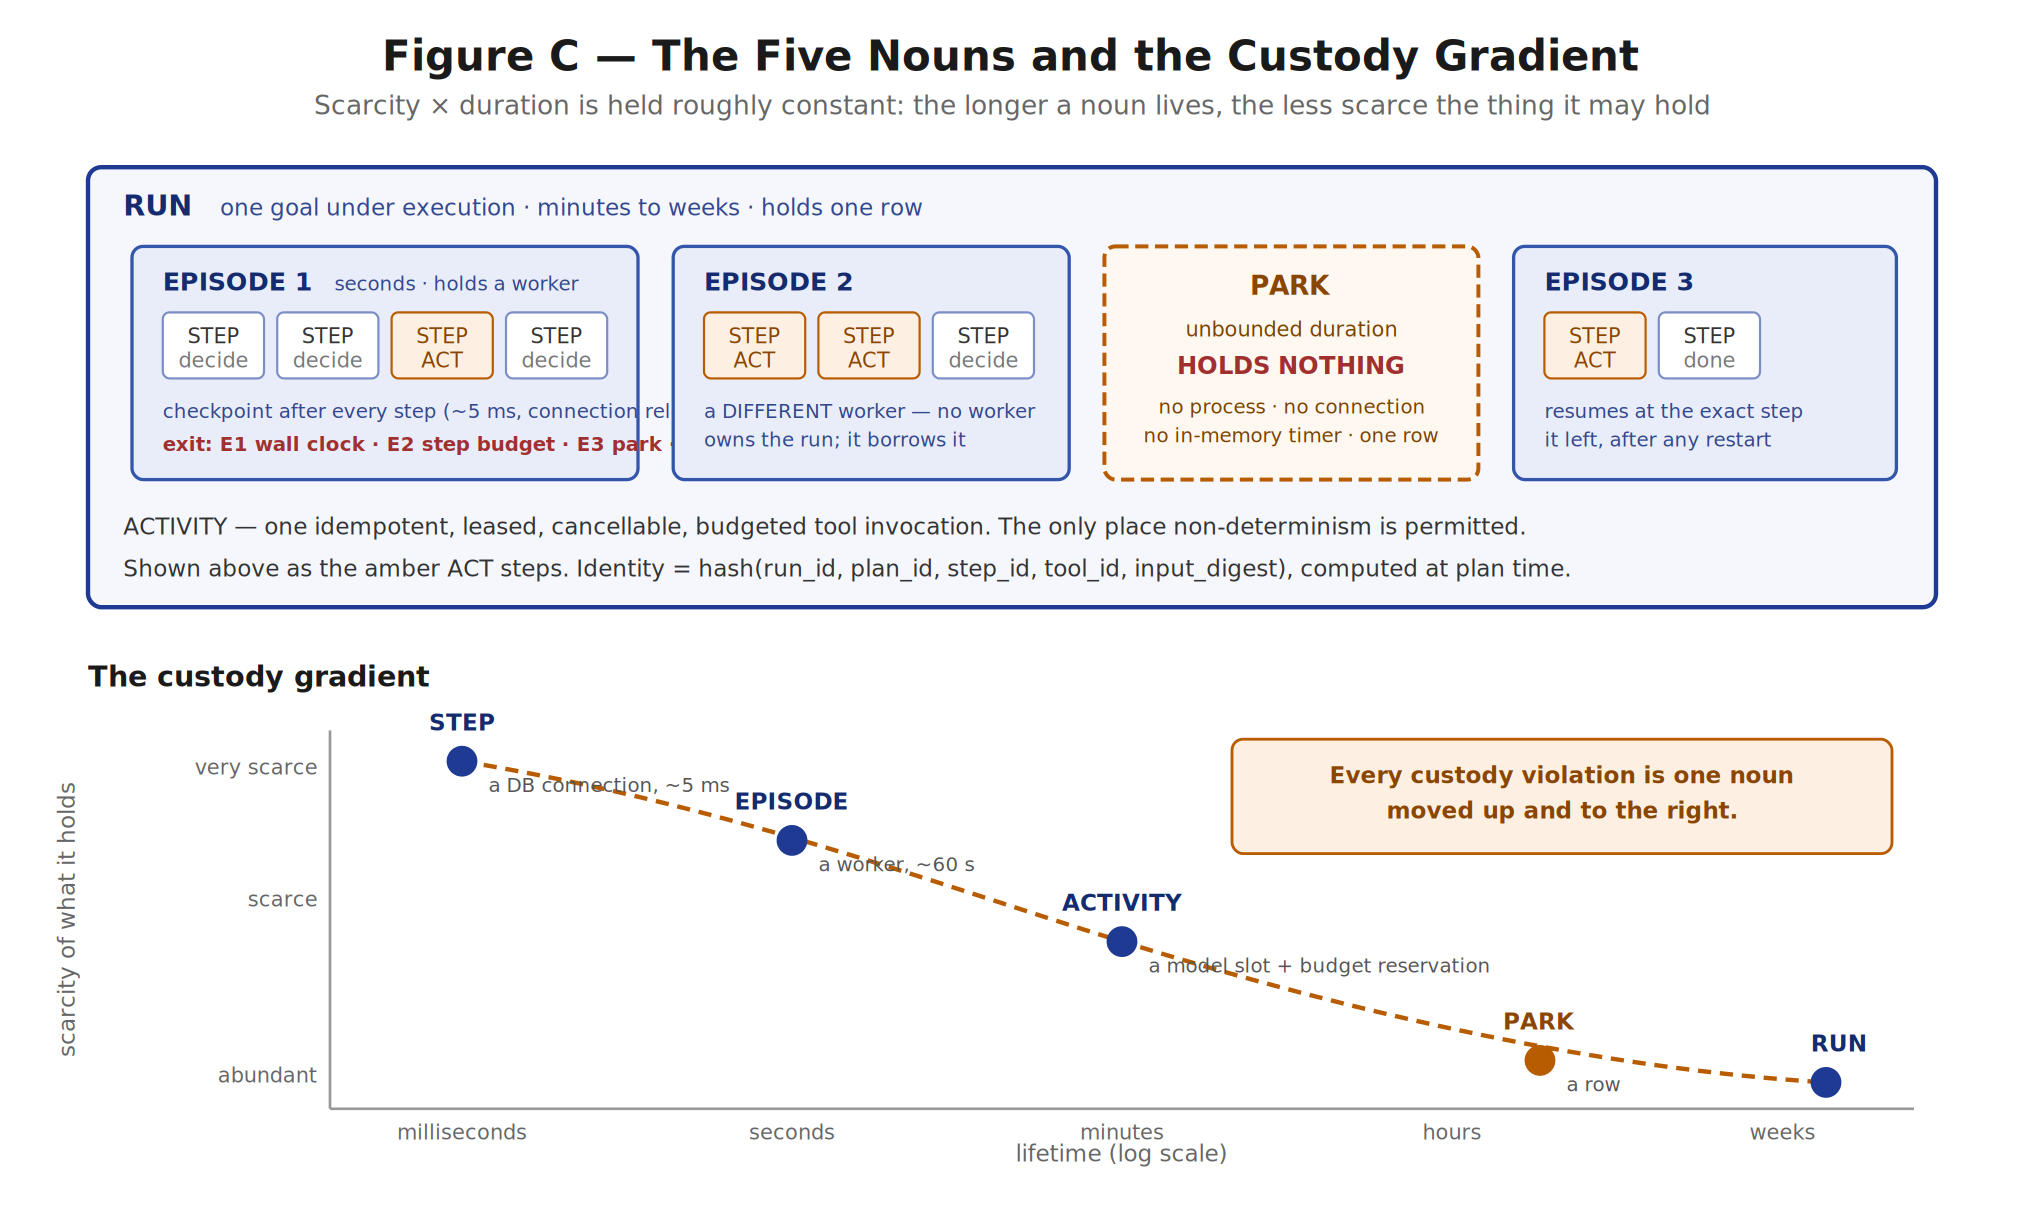 Figure C — The Five Nouns and the Custody Gradient
Scarcity × duration is held roughly constant: the longer a noun lives, the less scarce the thing it may hold
RUN one goal under execution · minutes to weeks · holds one row
EPISODE 1 seconds · holds a worker
STEP decide
STEP decide
STEP ACT
STEP decide
checkpoint after every step (~5 ms, connection
exit: E1 wall clock · E2 step budget · E3 park
EPISODE 2
STEP ACT
STEP ACT
STEP decide
a DIFFERENT worker — no worker
owns the run; it borrows it
PARK
unbounded duration
HOLDS NOTHING
no process · no connection
no in-memory timer · one row
EPISODE 3
STEP ACT
STEP done
resumes at the exact step
it left, after any restart
ACTIVITY — one idempotent, leased, cancellable, budgeted tool invocation. The only place non-determinism is permitted.
Shown above as the amber ACT steps. Identity = hash(run_id, plan_id, step_id, tool_id, input_digest), computed at plan time.
The custody gradient
scarcity of what it holds
very scarce
scarce
abundant
STEP
a DB connection, ~5 ms
EPISODE
a worker, ~60 s
ACTIVITY
a model slot + budget reservation
PARK
a row
RUN
Every custody violation is one noun
moved up and to the right.
milliseconds
seconds
minutes
hours
weeks
lifetime (log scale)